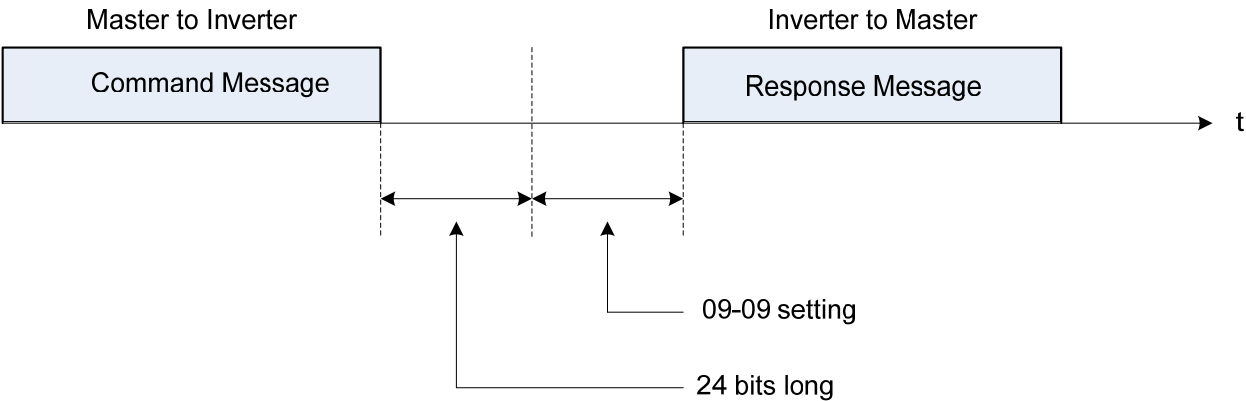 Master to Inverter
Inverter to Master
Command Message
Response Message
t
09-09 setting
24 bits long